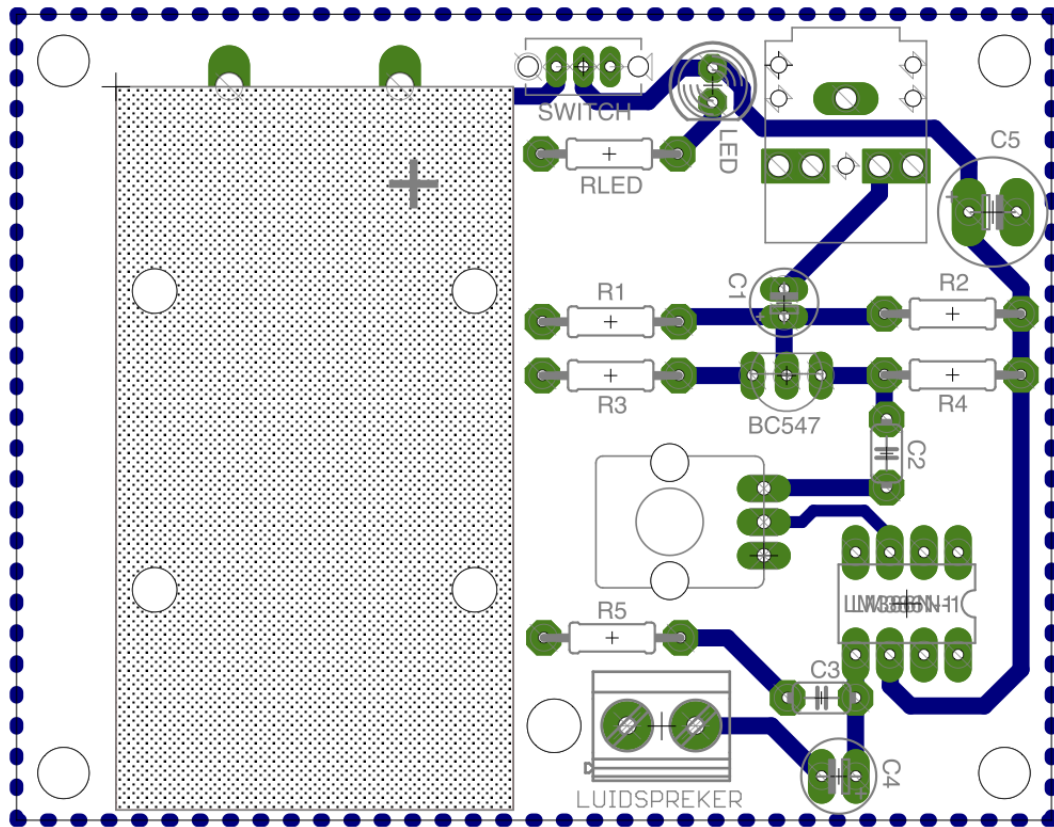 SWITCH
LED
C5
RLED
C1
R1
R2
R3
R4
BC547
C2
R5
C3
C4
LUIDSPREKER